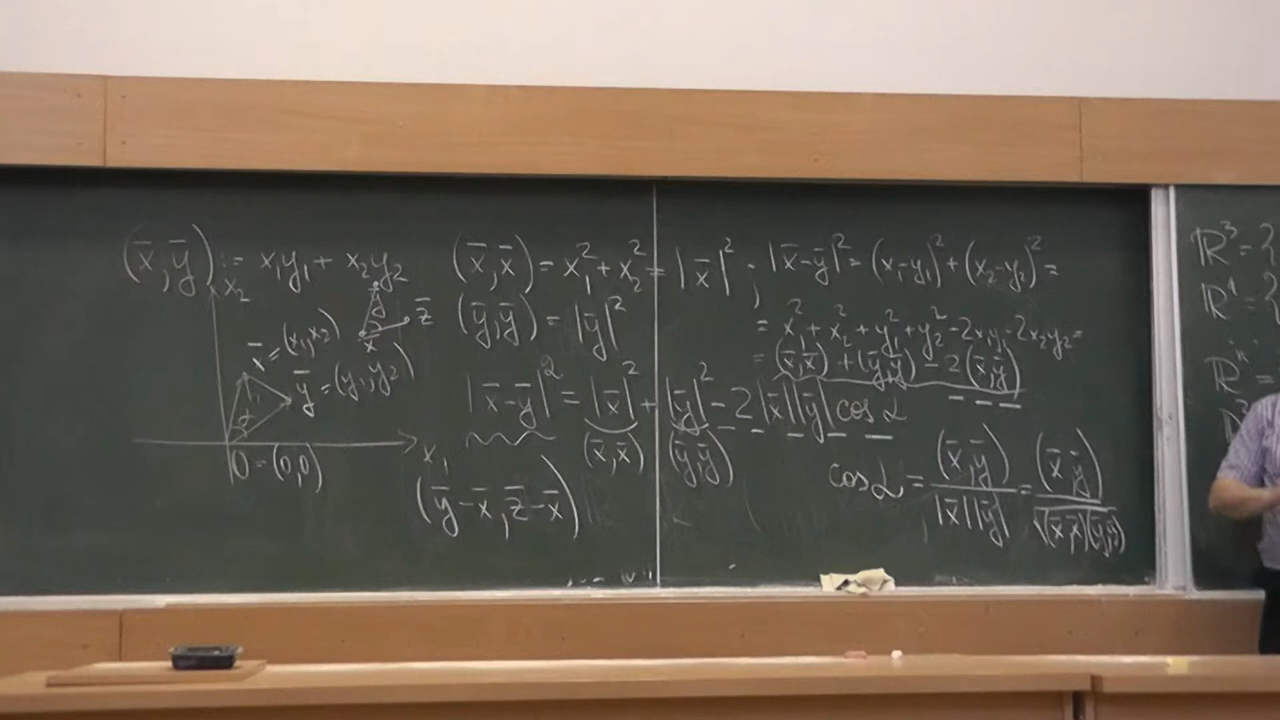 (x̄, ȳ) := x₁y₁ + x₂y₂
x₂
ȳ
z̄
x̄
x̄ = (x₁, x₂)
ȳ = (y₁, y₂)
α
0 = (0,0)
x₁
(x̄, x̄) = x₁² + x₂² = |x̄|² ;
(ȳ, ȳ) = |ȳ|²
|x̄ - ȳ|² = |x̄|² + |ȳ|² - 2|x̄||ȳ| cos α
(x̄, x̄) (ȳ, ȳ)
(ȳ - x̄, z̄ - x̄)
|x̄ - ȳ|² = (x₁ - y₁)² + (x₂ - y₂)² =
= x₁² + x₂² + y₁² + y₂² - 2x₁y₁ - 2x₂y₂ =
= (x̄, x̄) + (ȳ, ȳ) - 2(x̄, ȳ)
cos α = (x̄, ȳ) / |x̄||ȳ| = (x̄, ȳ) / √(x̄, x̄)(ȳ, ȳ)
ℝ³ = {
ℝ⁴ = {
ℝⁿ =